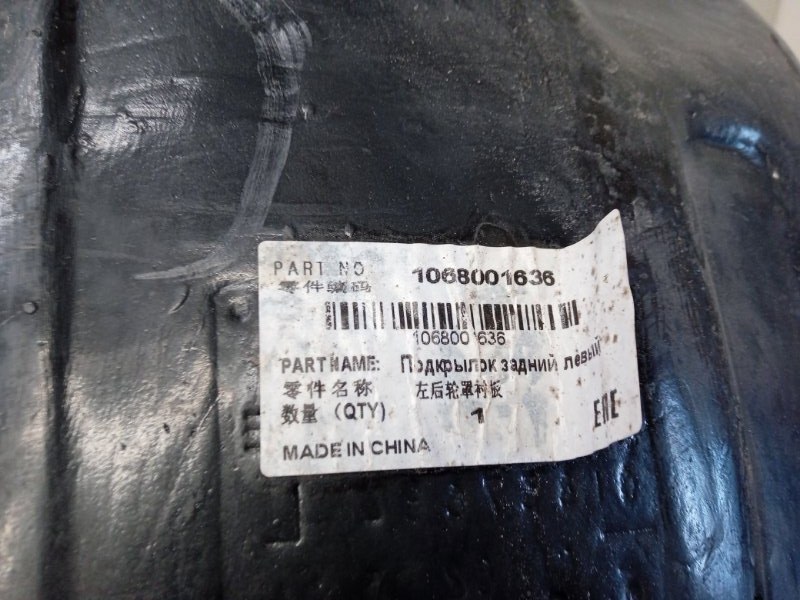 PART NO 1068001636
零件编码
1068001636
PARTNAME: Подкрылок задний левый
零件名称 左后轮罩衬板
数量（QTY) 1
MADE IN CHINA